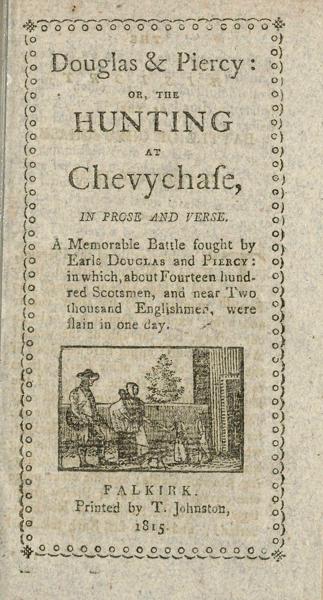 Douglas & Piercy:
OR, THE
HUNTING
AT
Chevychaſe,
IN PROSE AND VERSE.
A Memorable Battle fought by
Earls DOUGLAS and PIERCY:
in which, about Fourteen hund-
red Scotsmen, and near Two
thousand Engliſhmen, were
ſlain in one day.
FALKIRK.
Printed by T. Johnston,
1815.